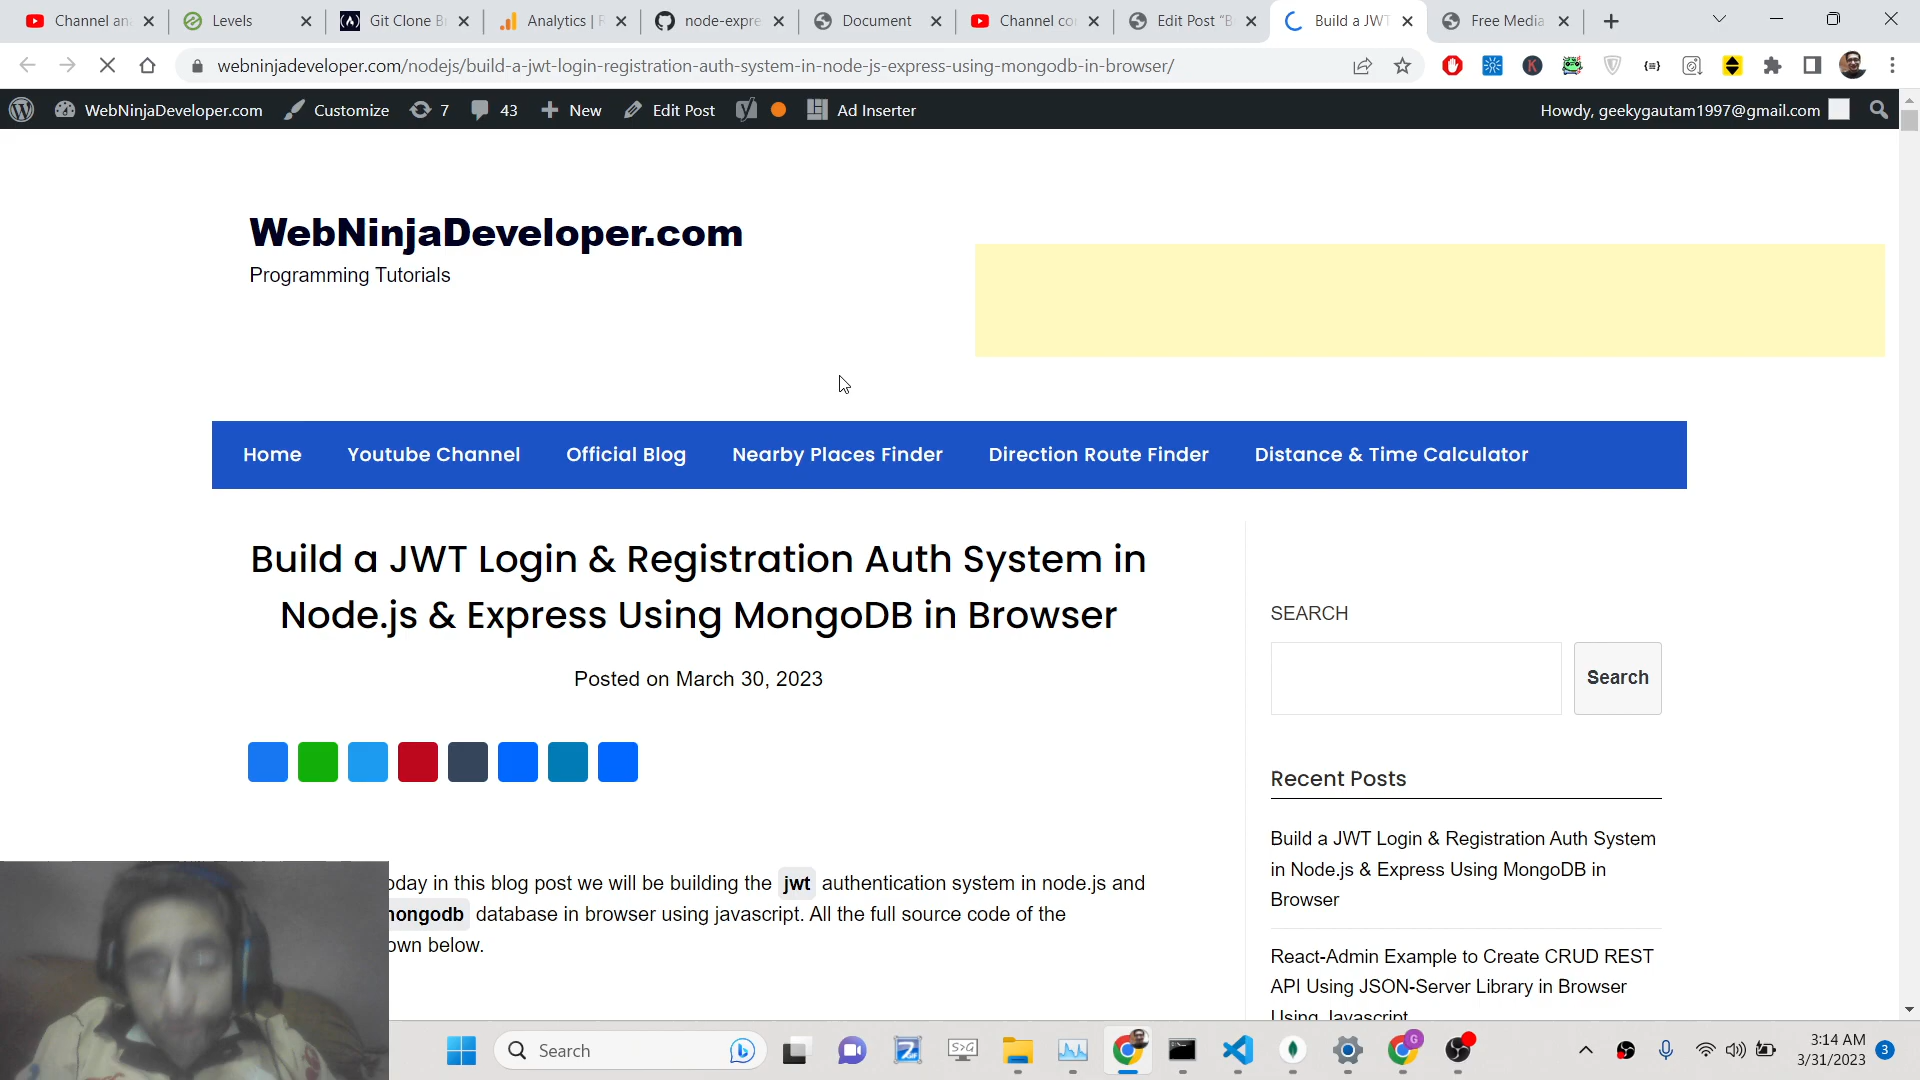 Channel an
Levels
Git Clone B
Analytics | R
node-expre
Document
Channel co
Edit Post "B
Build a JWT
Free Media
webninjadeveloper.com/nodejs/build-a-jwt-login-registration-auth-system-in-node-js-express-using-mongodb-in-browser/
WebNinjaDeveloper.com
Customize
7
43
New
Edit Post
Ad Inserter
Howdy, geekygautam1997@gmail.com
WebNinjaDeveloper.com
Programming Tutorials
Home
Youtube Channel
Official Blog
Nearby Places Finder
Direction Route Finder
Distance & Time Calculator
Build a JWT Login & Registration Auth System in
Node.js & Express Using MongoDB in Browser
Posted on March 30, 2023
oday in this blog post we will be building the jwt authentication system in node.js and
mongodb database in browser using javascript. All the full source code of the
own below.
SEARCH
Search
Recent Posts
Build a JWT Login & Registration Auth System
in Node.js & Express Using MongoDB in
Browser
React-Admin Example to Create CRUD REST
API Using JSON-Server Library in Browser
Using Javascript
Search
S>G
G
3:14 AM
3/31/2023
3